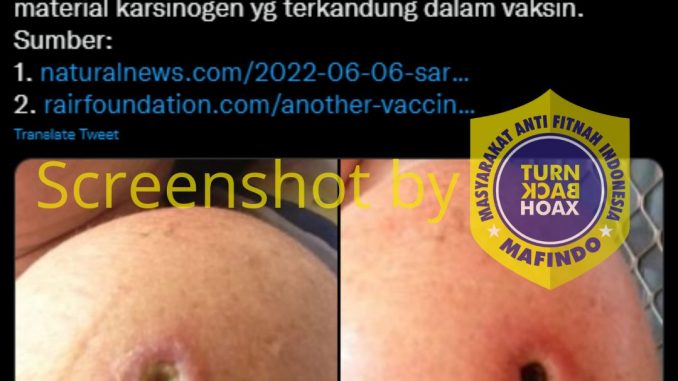 material karsinogen yg terkandung dalam vaksin.
Sumber:
1. naturalnews.com/2022-06-06-sar...
2. rairfoundation.com/another-vaccin...
Translate Tweet
Screenshot by
MASYARAKAT ANTI FITNAH INDONESIA
TURN
BACK
HOAX
MAFINDO